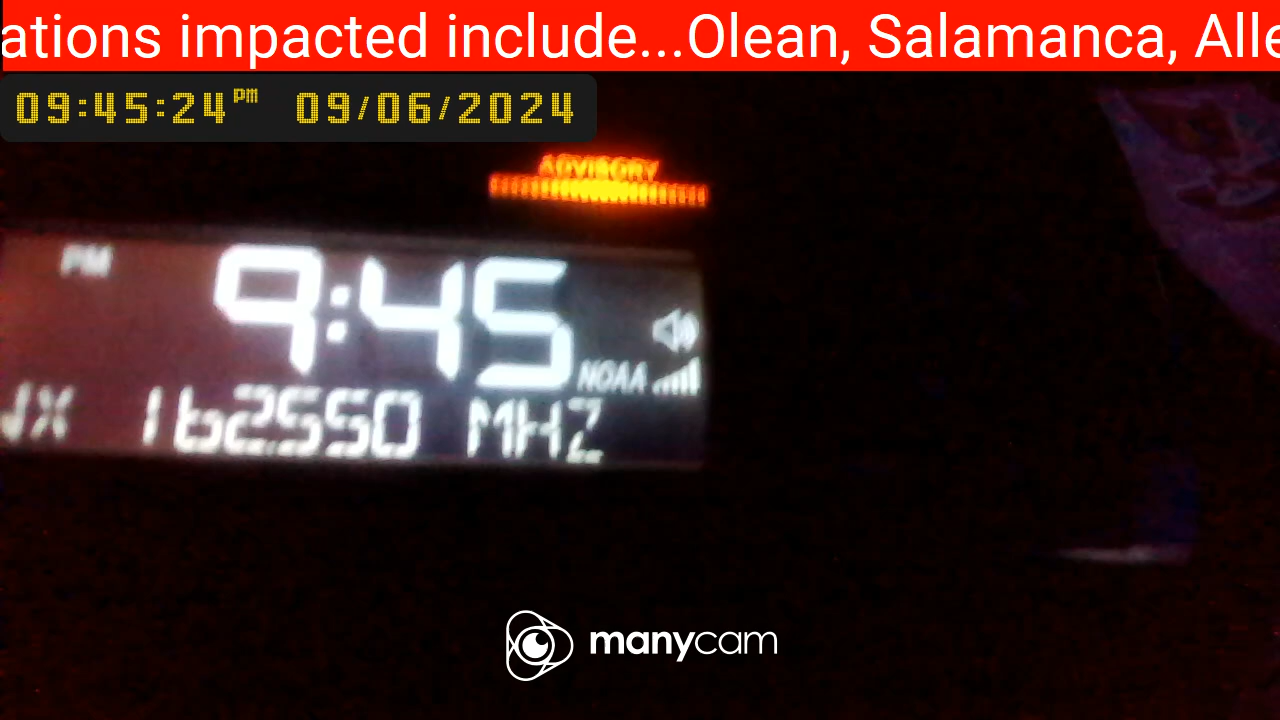 ations impacted include...Olean, Salamanca, Alle
09:45:24 pm 09/06/2024
ADVISORY
PM
9:45
NOAA
WX 162550 MHZ
manycam